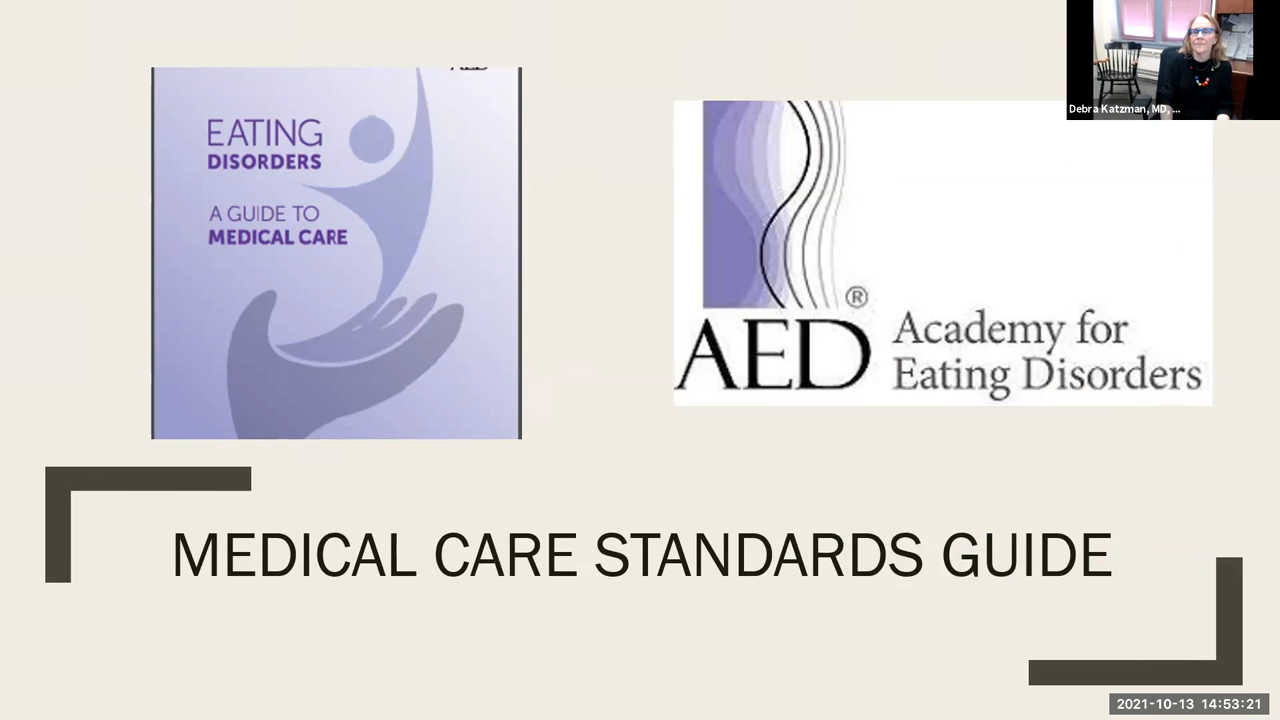 AED
EATING
DISORDERS
A GUIDE TO
MEDICAL CARE
®
AED
Academy for
Eating Disorders
MEDICAL CARE STANDARDS GUIDE
Debra Katzman, MD, ...
2021-10-13 14:53:21